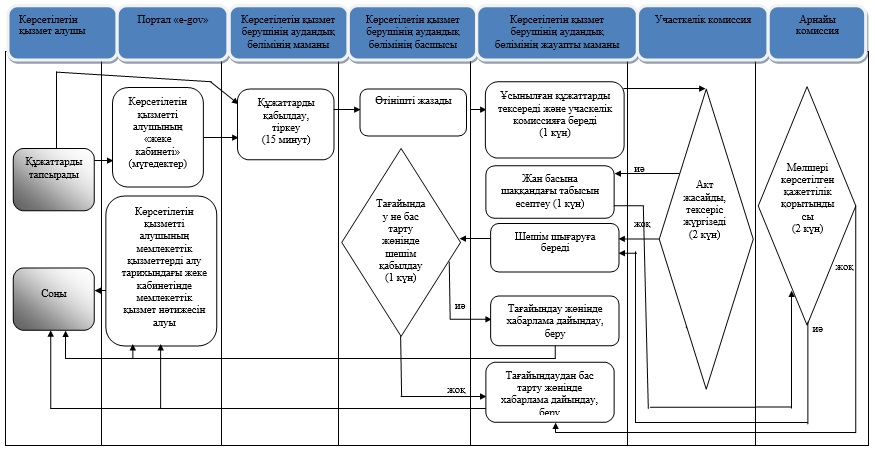 Көрсетілетін
қызмет алушы
Портал «e-gov»
Көрсетілетін қызмет
берушінің аудандық
бөлімінің маманы
Көрсетілетін қызмет
берушінің аудандық
бөлімінің басшысы
Көрсетілетін қызмет
берушінің аудандық
бөлімінің жауапты маманы
Участкелік комиссия
Арнайы
комиссия
Құжаттарды
тапсырады
Көрсетілетін
қызметті
алушының
«жеке
кабинеті»
(мүгедектер)
Құжаттарды
қабылдау,
тіркеу
(15 минут)
Өтінішті жазады
Ұсынылған құжаттарды
тексереді және учаскелік
комиссияға береді
(1 күн)
иә
Жан басына
шаққандағы табысын
есептеу (1 күн)
Акт
жасайды,
тексеріс
жүргізеді
(2 күн)
Мөлшері
көрсетілген
қажеттілік
қорытынды
сы
(2 күн)
Тағайында
у не бас
тарту
жөнінде
шешім
қабылдау
(1 күн)
жоқ
Шешім шығаруға
береді
жоқ
Көрсетілетін
қызметті
алушының
мемлекеттік
қызметтерді алу
тарихындағы жеке
кабинетінде
мемлекеттік
қызмет нәтижесін
алуы
Соңы
иә
Тағайындау жөнінде
хабарлама дайындау,
беру
иә
жоқ
Тағайындаудан бас
тарту жөнінде
хабарлама дайындау,
беру